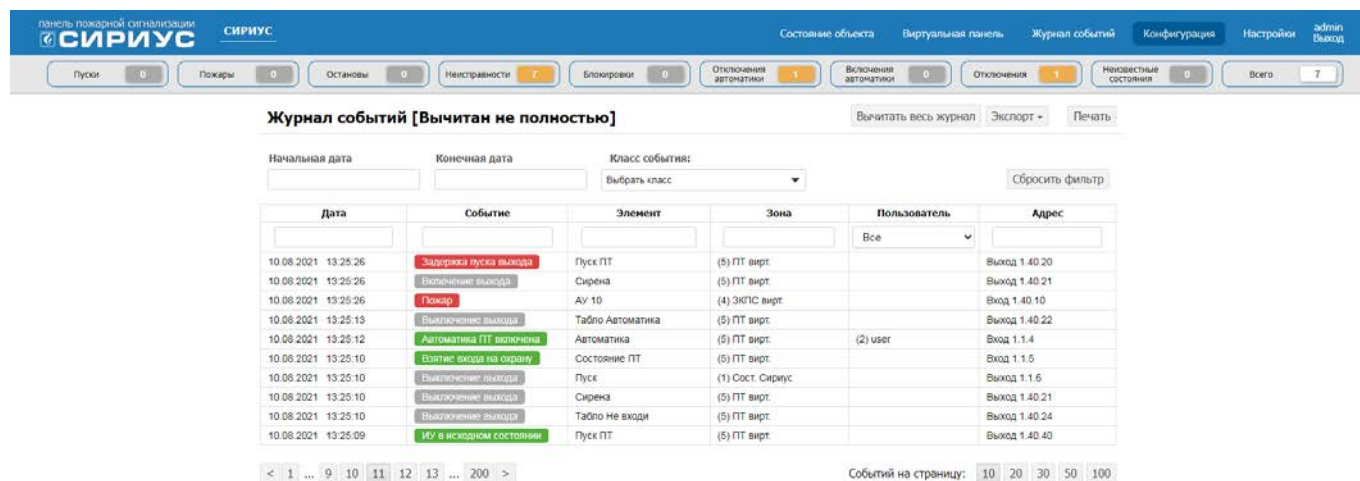 панель пожарной сигнализации
СИРИУС
СИРИУС
Состояние объекта Виртуальная панель Журнал событий Конфигурация Настройки admin
Выход
Пуски 0 Пожары 0 Остановы 0 Неисправности 7 Блокировки 0 Отключения автоматики 1 Включения автоматики 0 Отключения 1 Неизвестные состояния 0 Всего 7
Журнал событий [Вычитан не полностью] Вычитать весь журнал Экспорт Печать
Начальная дата Конечная дата Класс события:
Выбрать класс Сбросить фильтр
Дата Событие Элемент Зона Пользователь Адрес
Все
10.08.2021 13:25:26 Задержка пуска выхода Пуск ПТ (5) ПТ вирт. Выход 1.40.20
10.08.2021 13:25:26 Включение выхода Сирена (5) ПТ вирт. Выход 1.40.21
10.08.2021 13:25:26 Пожар АУ 10 (4) ЗКПС вирт. Вход 1.40.10
10.08.2021 13:25:13 Выключение выхода Табло Автоматика (5) ПТ вирт. Выход 1.40.22
10.08.2021 13:25:12 Автоматика ПТ включена Автоматика (5) ПТ вирт. (2) user Вход 1.1.4
10.08.2021 13:25:10 Взятие входа на охрану Состояние ПТ (5) ПТ вирт. Вход 1.1.5
10.08.2021 13:25:10 Выключение выхода Пуск (1) Сост. Сириус Выход 1.1.6
10.08.2021 13:25:10 Выключение выхода Сирена (5) ПТ вирт. Выход 1.40.21
10.08.2021 13:25:10 Выключение выхода Табло Не входи (5) ПТ вирт. Выход 1.40.24
10.08.2021 13:25:09 ИУ в исходном состоянии Пуск ПТ (5) ПТ вирт. Выход 1.40.40
< 1 ... 9 10 11 12 13 ... 200 > Событий на страницу: 10 20 30 50 100